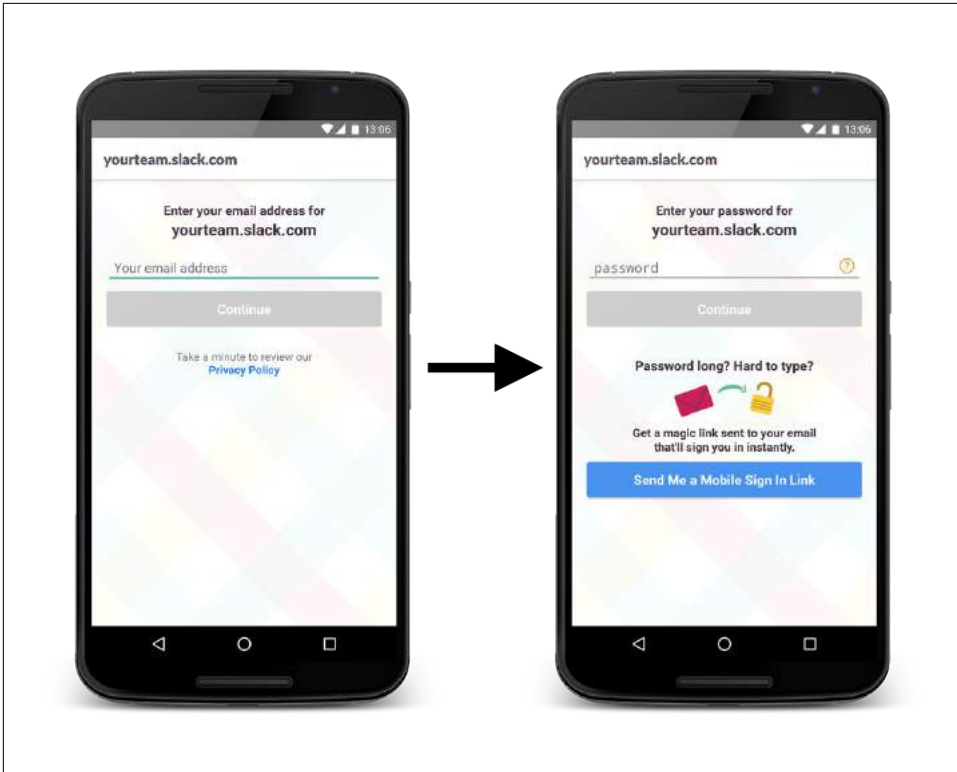 13:06
yourteam.slack.com
Enter your email address for
yourteam.slack.com
Your email address
Continue
Take a minute to review our
Privacy Policy
13:06
yourteam.slack.com
Enter your password for
yourteam.slack.com
password
?
Continue
Password long? Hard to type?
Get a magic link sent to your email
that'll sign you in instantly.
Send Me a Mobile Sign In Link